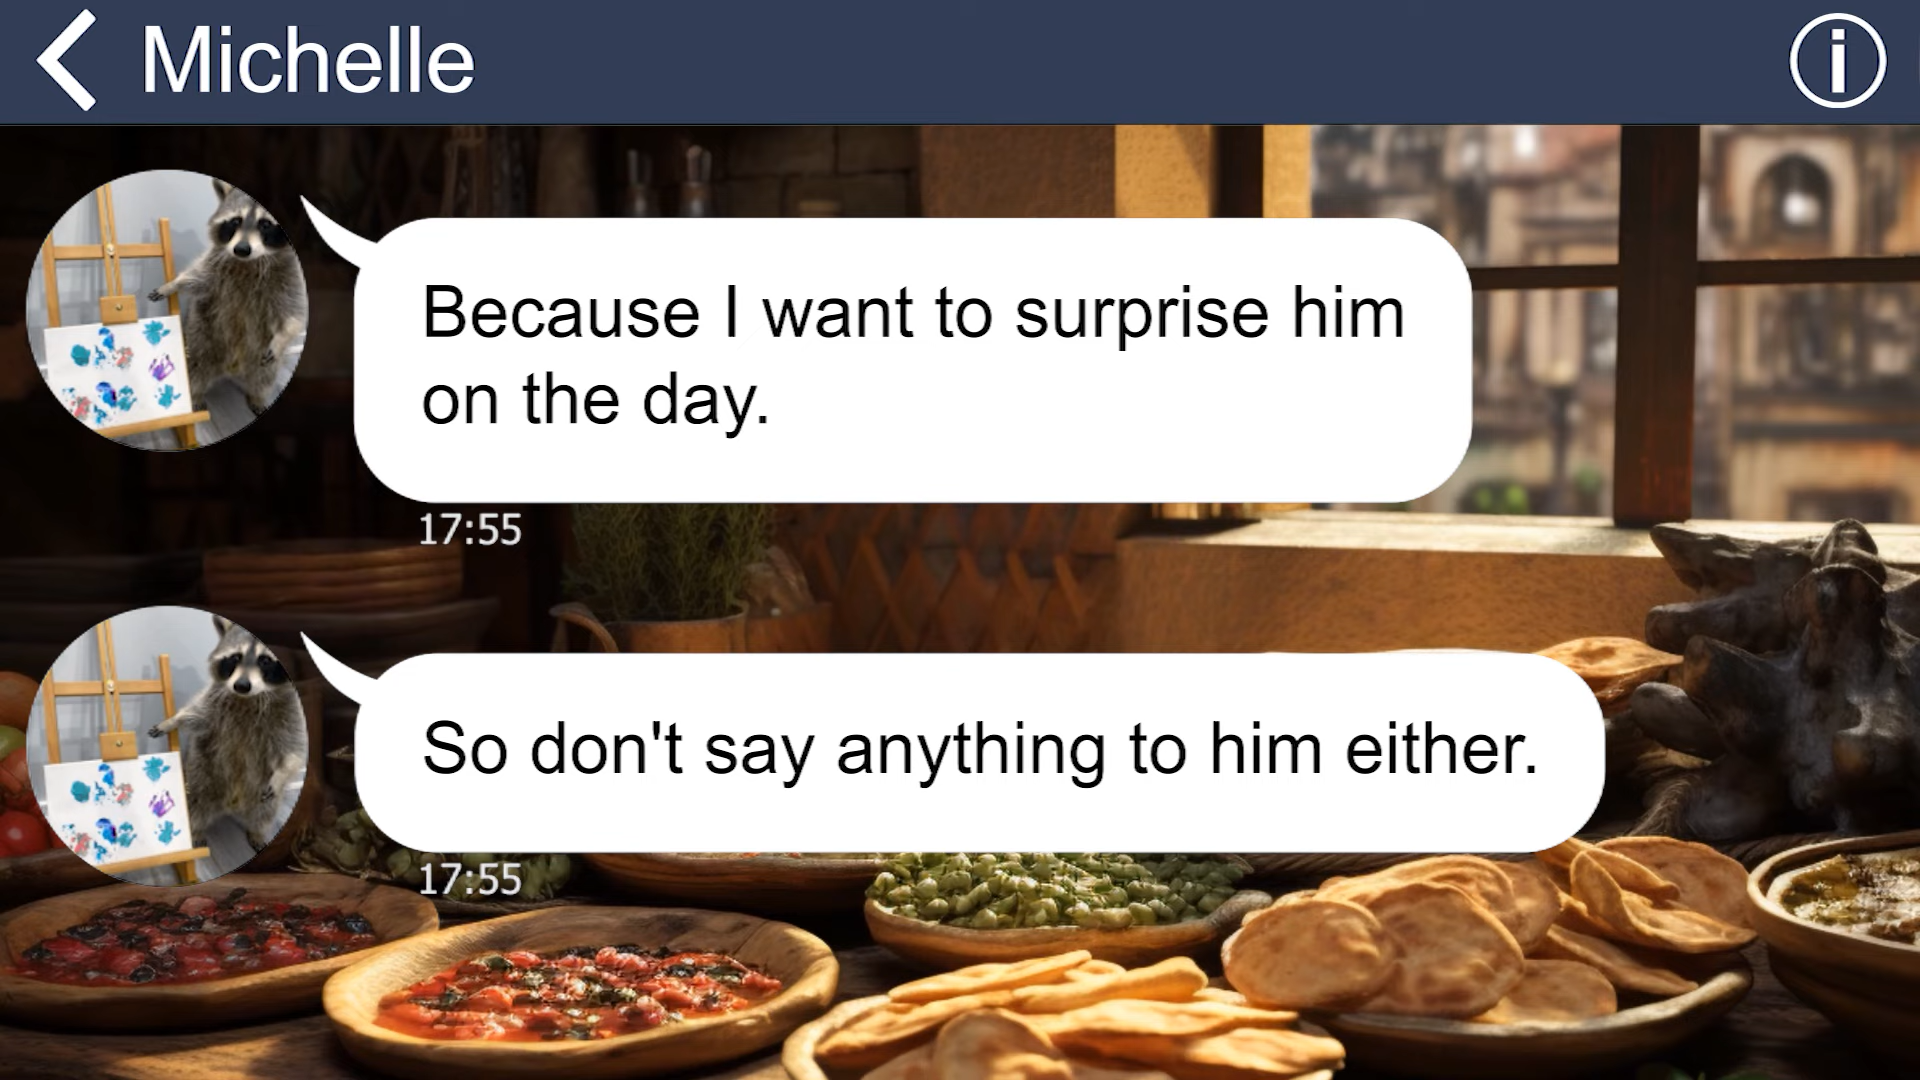 Michelle
Because I want to surprise him
on the day.
17:55
So don't say anything to him either.
17:55